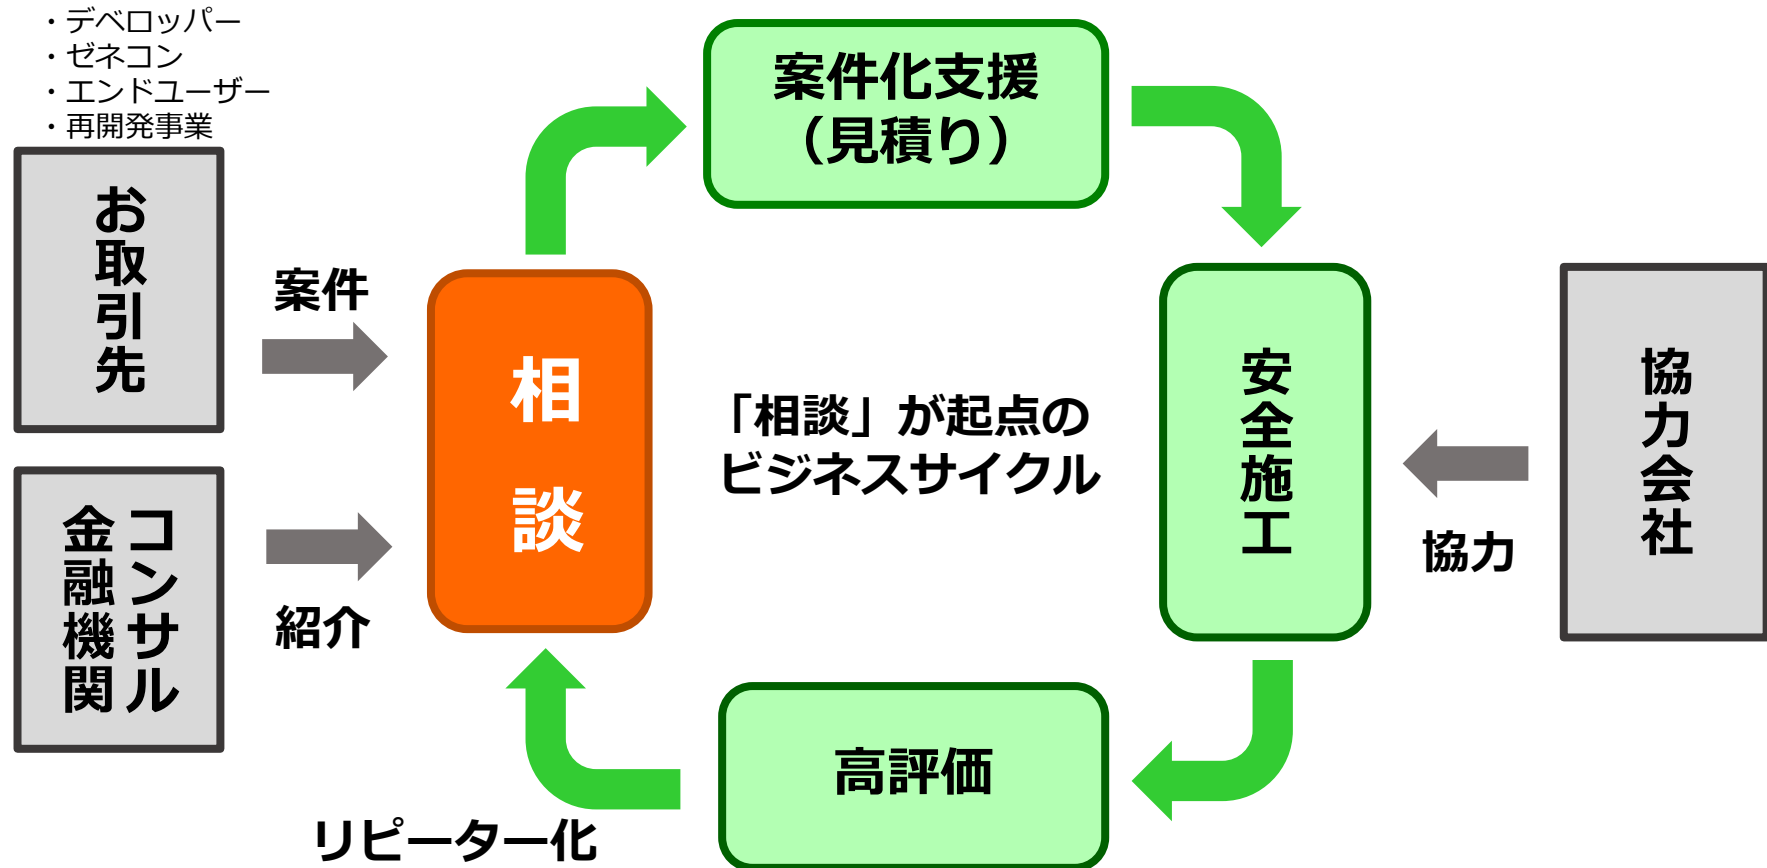 ・デベロッパー
・ゼネコン
・エンドユーザー
・再開発事業
お取引先
案件
コンサル
金融機関
紹介
相談
案件化支援
（見積り）
「相談」が起点の
ビジネスサイクル
安全施工
協力会社
協力
高評価
リピーター化